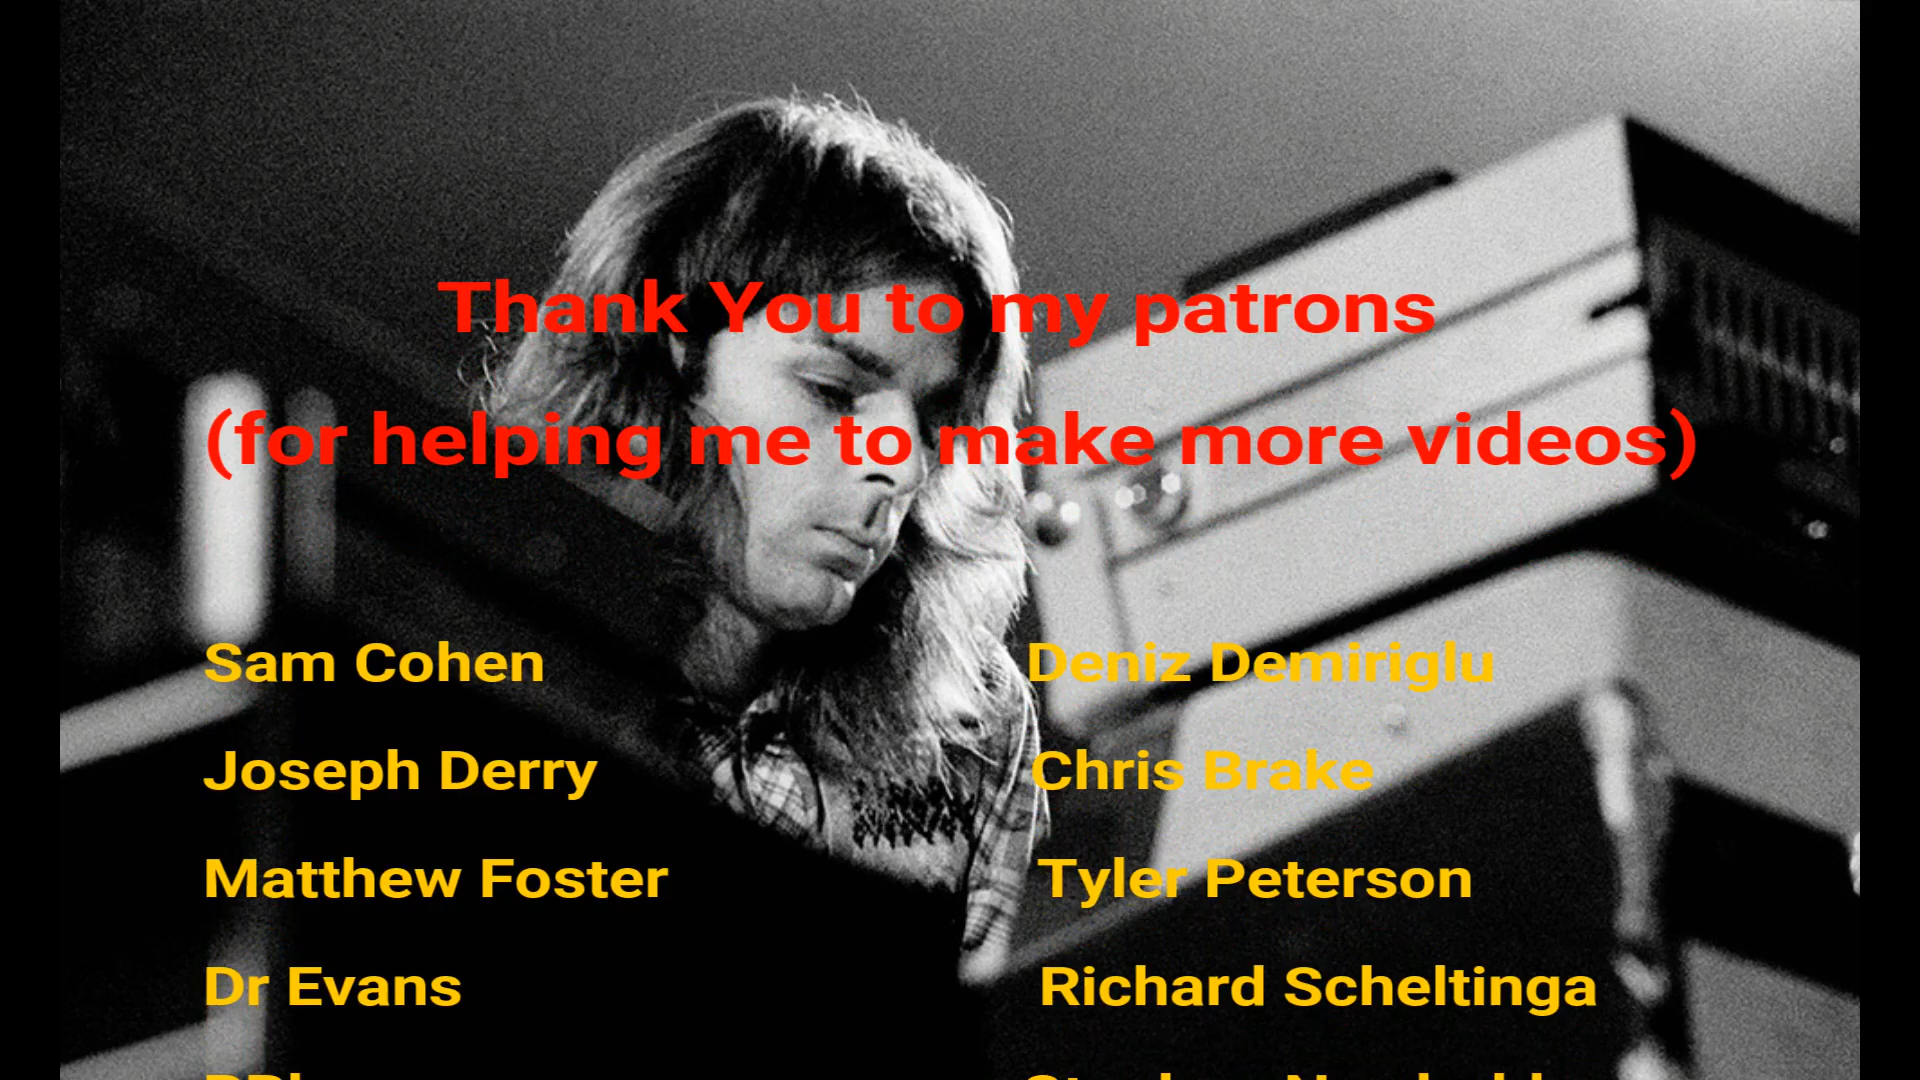 Thank You to my patrons
(for helping me to make more videos)
Sam Cohen Deniz Demiriglu
Joseph Derry Chris Brake
Matthew Foster Tyler Peterson
Dr Evans Richard Scheltinga